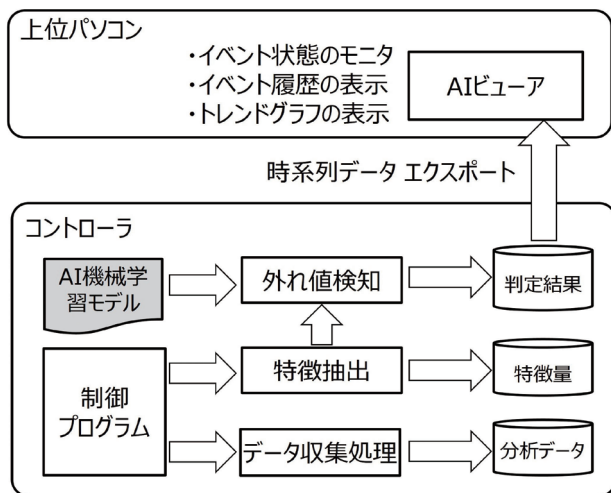 上位パソコン
・イベント状態のモニタ
・イベント履歴の表示
・トレンドグラフの表示
AIビューア
時系列データ エクスポート
コントローラ
AI機械学
習モデル
外れ値検知
判定結果
制御
プログラム
特徴抽出
特徴量
データ収集処理
分析データ